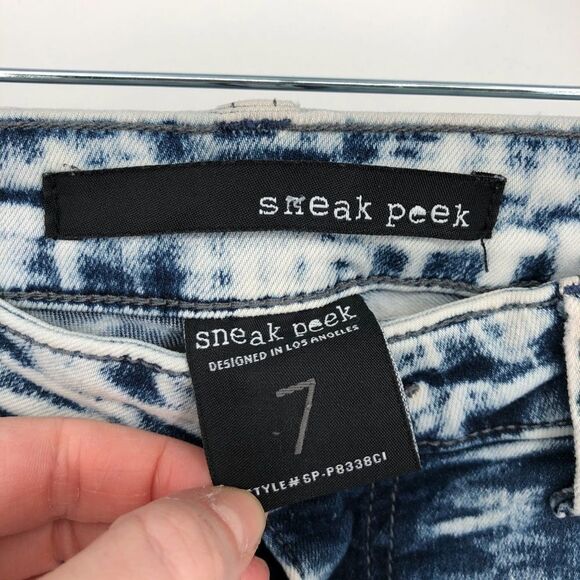 sneak peek
sneak peek
DESIGNED IN LOS ANGELES
7
STYLE# SP-P8338CI